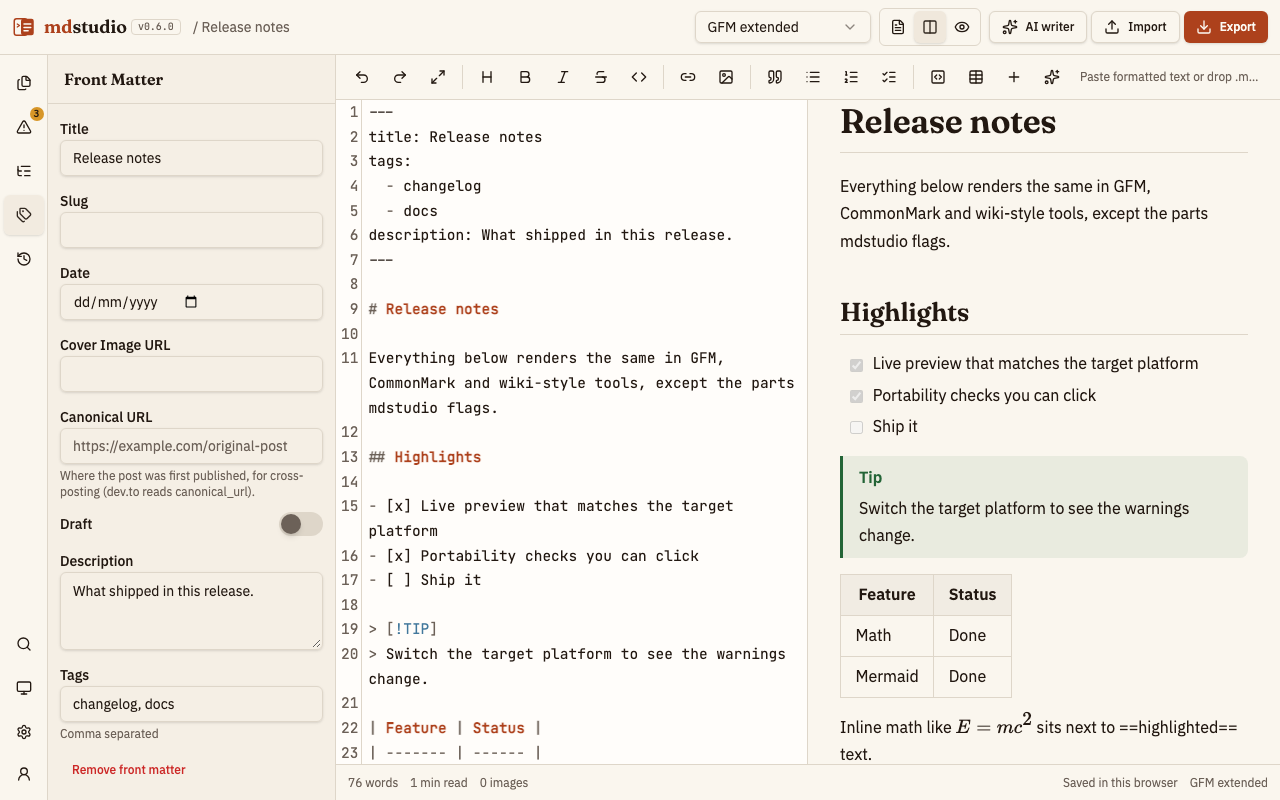 mdstudio v0.6.0 / Release notes
GFM extended
AI writer
Import
Export
3
Front Matter
Title
Release notes
Slug
Date
dd/mm/yyyy
Cover Image URL
Canonical URL
https://example.com/original-post
Where the post was first published, for cross-
posting (dev.to reads canonical_url).
Draft
Description
What shipped in this release.
Tags
changelog, docs
Comma separated
Remove front matter
Paste formatted text or drop .m...
1 ---
2 title: Release notes
3 tags:
4   - changelog
5   - docs
6 description: What shipped in this release.
7 ---
8
9 # Release notes
10
11 Everything below renders the same in GFM,
CommonMark and wiki-style tools, except the parts
mdstudio flags.
12
13 ## Highlights
14
15 - [x] Live preview that matches the target
platform
16 - [x] Portability checks you can click
17 - [ ] Ship it
18
19 > [!TIP]
20 > Switch the target platform to see the warnings
change.
21
22 | Feature | Status |
23 | ------- | ------ |
Release notes
Everything below renders the same in GFM,
CommonMark and wiki-style tools, except the parts
mdstudio flags.
Highlights
Live preview that matches the target platform
Portability checks you can click
Ship it
Tip
Switch the target platform to see the warnings
change.
Feature Status
Math Done
Mermaid Done
Inline math like E = mc² sits next to ==highlighted==
text.
76 words 1 min read 0 images
Saved in this browser GFM extended